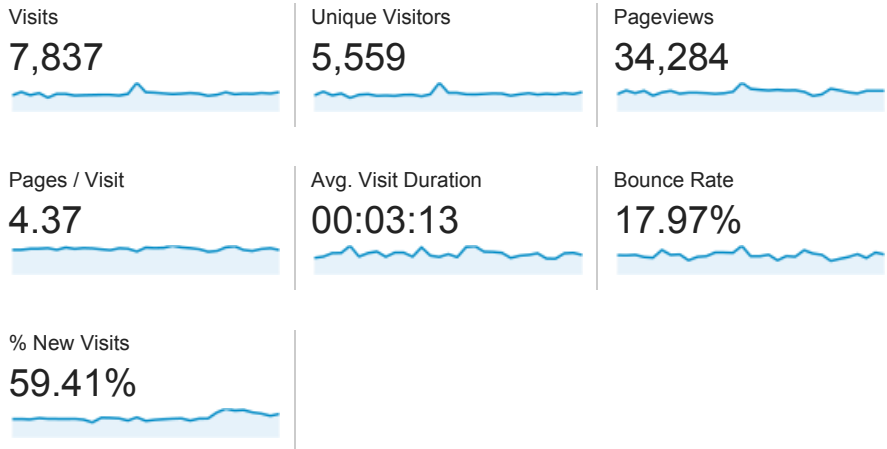 Visits
7,837
Unique Visitors
5,559
Pageviews
34,284
Pages / Visit
4.37
Avg. Visit Duration
00:03:13
Bounce Rate
17.97%
% New Visits
59.41%